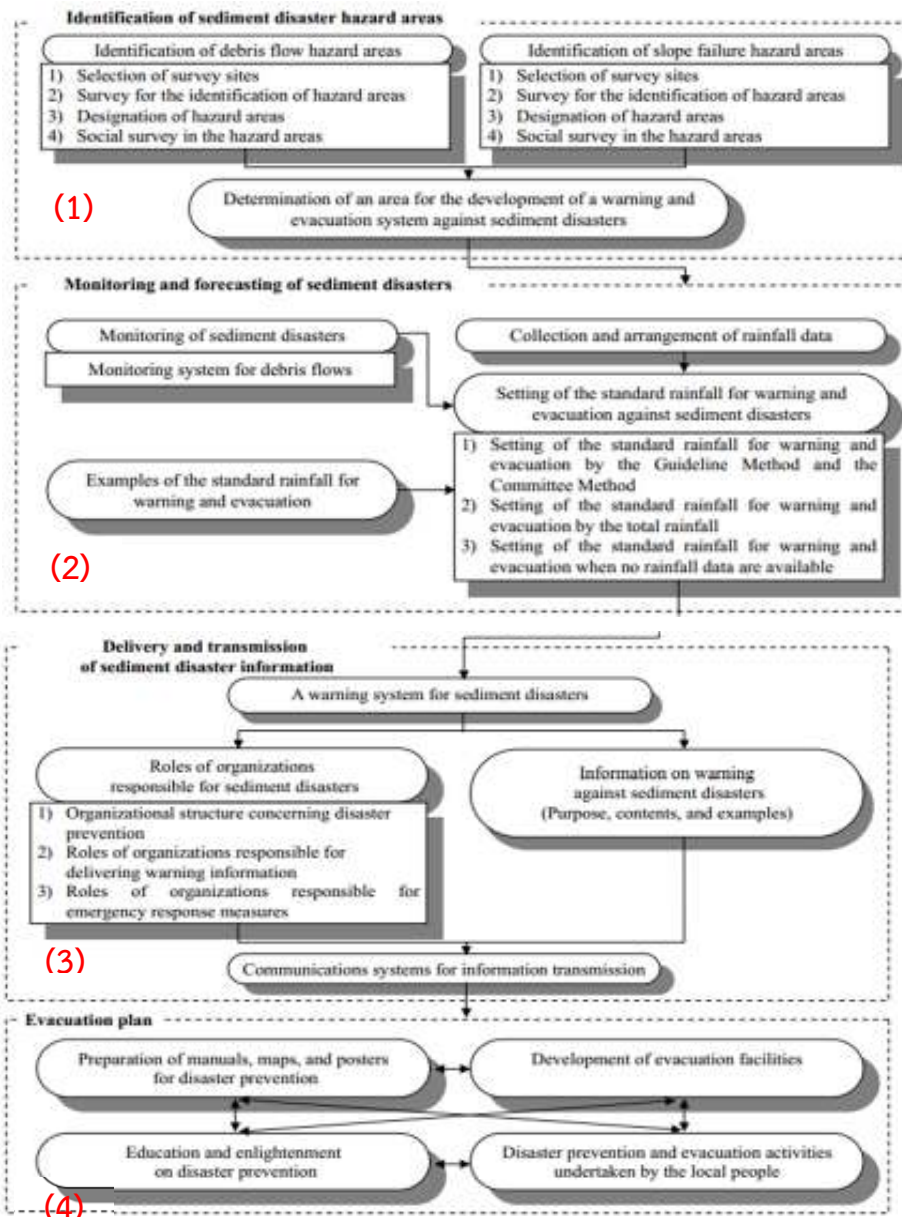 Identification of sediment disaster hazard areas
Identification of debris flow hazard areas
1) Selection of survey sites
2) Survey for the identification of hazard areas
3) Designation of hazard areas
4) Social survey in the hazard areas
Identification of slope failure hazard areas
1) Selection of survey sites
2) Survey for the identification of hazard areas
3) Designation of hazard areas
4) Social survey in the hazard areas
(1)
Determination of an area for the development of a warning and
evacuation system against sediment disasters
Monitoring and forecasting of sediment disasters
Monitoring of sediment disasters
Monitoring system for debris flows
Collection and arrangement of rainfall data
Setting of the standard rainfall for warning and
evacuation against sediment disasters
Examples of the standard rainfall for
warning and evacuation
1) Setting of the standard rainfall for warning and
evacuation by the Guideline Method and the
Committee Method
2) Setting of the standard rainfall for warning and
evacuation by the total rainfall
3) Setting of the standard rainfall for warning and
evacuation when no rainfall data are available
(2)
Delivery and transmission
of sediment disaster information
A warning system for sediment disasters
Roles of organizations
responsible for sediment disasters
1) Organizational structure concerning disaster
prevention
2) Roles of organizations responsible for
delivering warning information
3) Roles of organizations responsible for
emergency response measures
Information on warning
against sediment disasters
(Purpose, contents, and examples)
(3)
Communications systems for information transmission
Evacuation plan
Preparation of manuals, maps, and posters
for disaster prevention
Development of evacuation facilities
Education and enlightenment
on disaster prevention
Disaster prevention and evacuation activities
undertaken by the local people
(4)